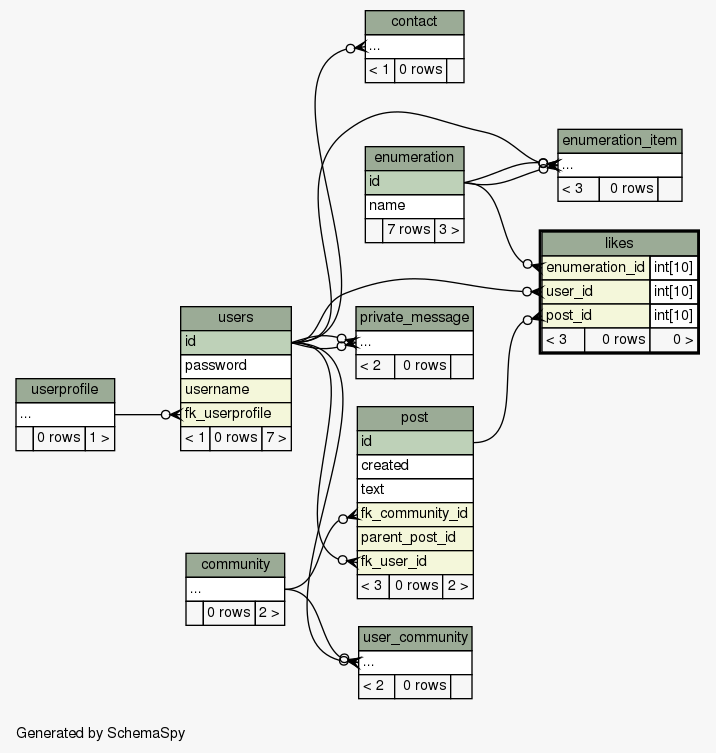 contact
...
< 1 0 rows
enumeration_item
...
< 3 0 rows
enumeration
id
name
7 rows 3 >
likes
enumeration_id int[10]
user_id int[10]
post_id int[10]
< 3 0 rows 0 >
users
id
password
username
fk_userprofile
< 1 0 rows 7 >
private_message
...
< 2 0 rows
userprofile
...
0 rows 1 >
post
id
created
text
fk_community_id
parent_post_id
fk_user_id
< 3 0 rows 2 >
community
...
0 rows 2 >
user_community
...
< 2 0 rows
Generated by SchemaSpy